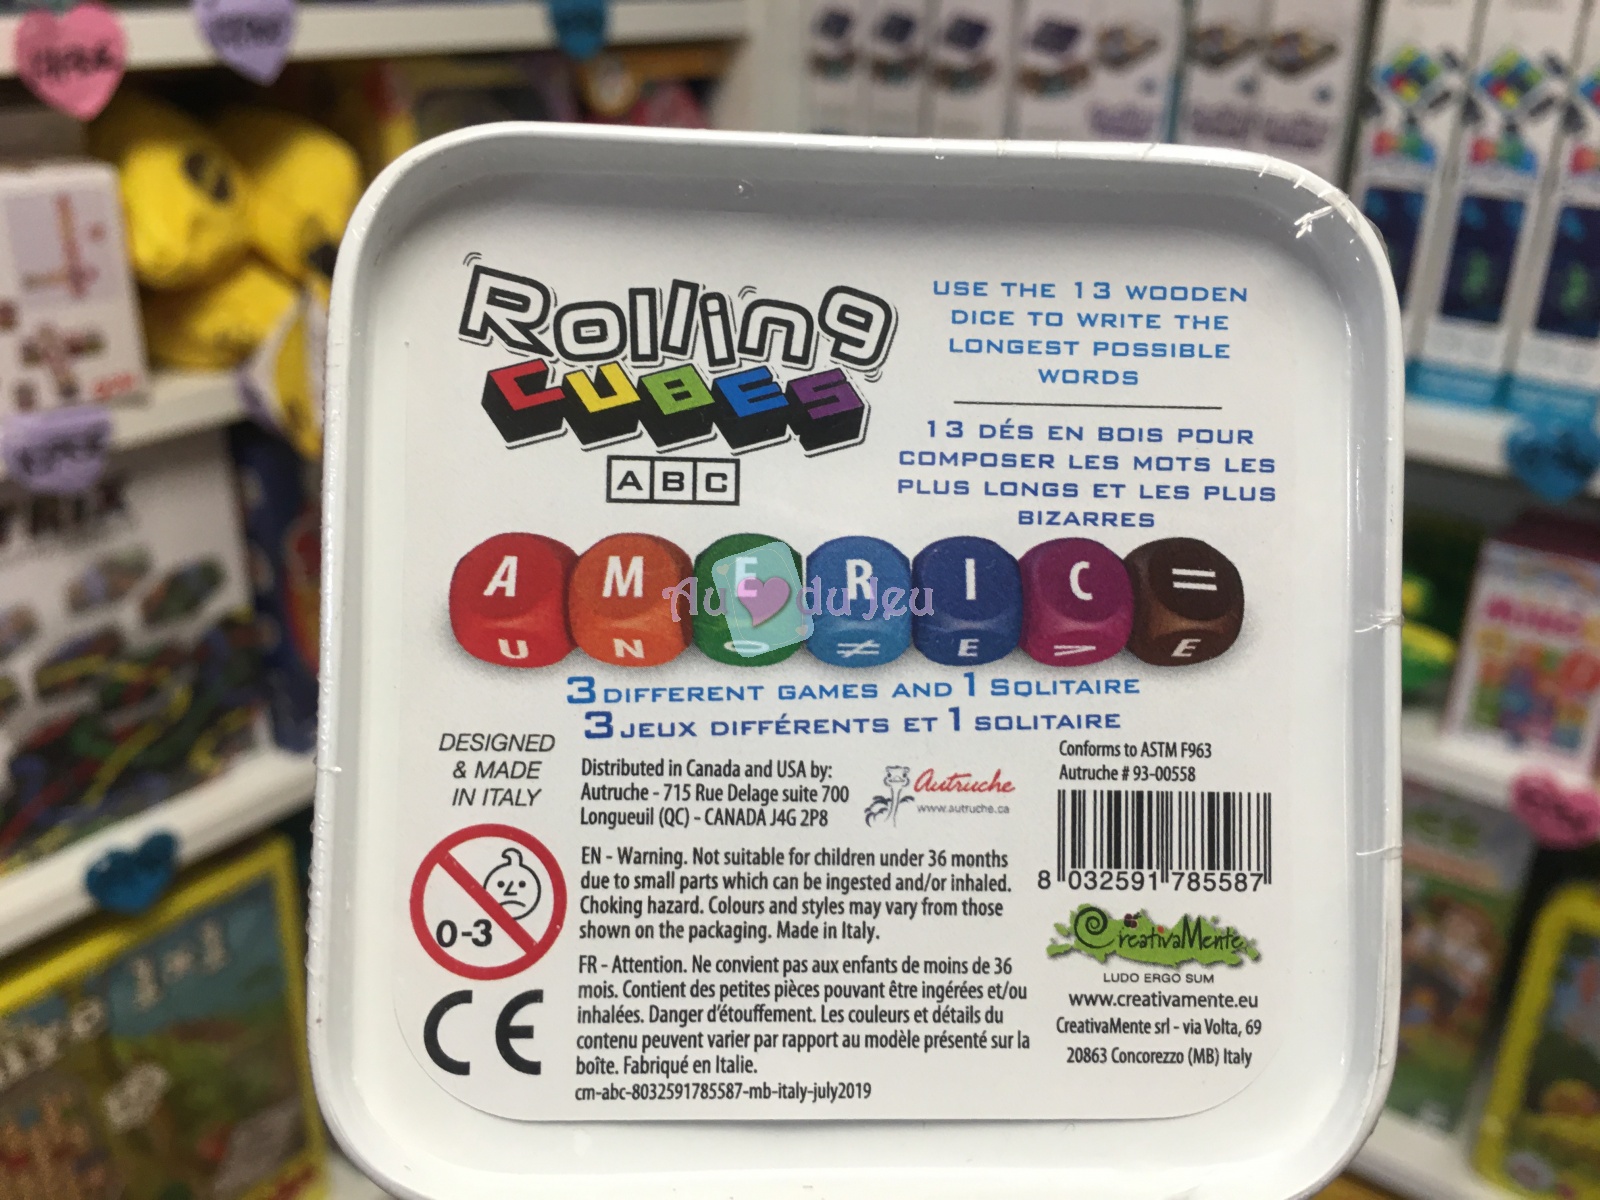 Rolling
CUBES
ABC
USE THE 13 WOODEN
DICE TO WRITE THE
LONGEST POSSIBLE
WORDS
13 DÉS EN BOIS POUR
COMPOSER LES MOTS LES
PLUS LONGS ET LES PLUS
BIZARRES
A M E R I C =
U N O ≠ E > E
Au du Jeu
3 DIFFERENT GAMES AND 1 SOLITAIRE
3 JEUX DIFFÉRENTS ET 1 SOLITAIRE
DESIGNED
& MADE
IN ITALY
Distributed in Canada and USA by:
Autruche - 715 Rue Delage suite 700
Longueuil (QC) - CANADA J4G 2P8
Autruche
www.autruche.ca
Conforms to ASTM F963
Autruche # 93-00558
8 032591 785587
0-3
EN - Warning. Not suitable for children under 36 months
due to small parts which can be ingested and/or inhaled.
Choking hazard. Colours and styles may vary from those
shown on the packaging. Made in Italy.
FR - Attention. Ne convient pas aux enfants de moins de 36
mois. Contient des petites pièces pouvant être ingérées et/ou
inhalées. Danger d'étouffement. Les couleurs et détails du
contenu peuvent varier par rapport au modèle présenté sur la
boîte. Fabriqué en Italie.
cm-abc-8032591785587-mb-italy-july2019
CE
CreativaMente
LUDO ERGO SUM
www.creativamente.eu
CreativaMente srl - via Volta, 69
20863 Concorezzo (MB) Italy